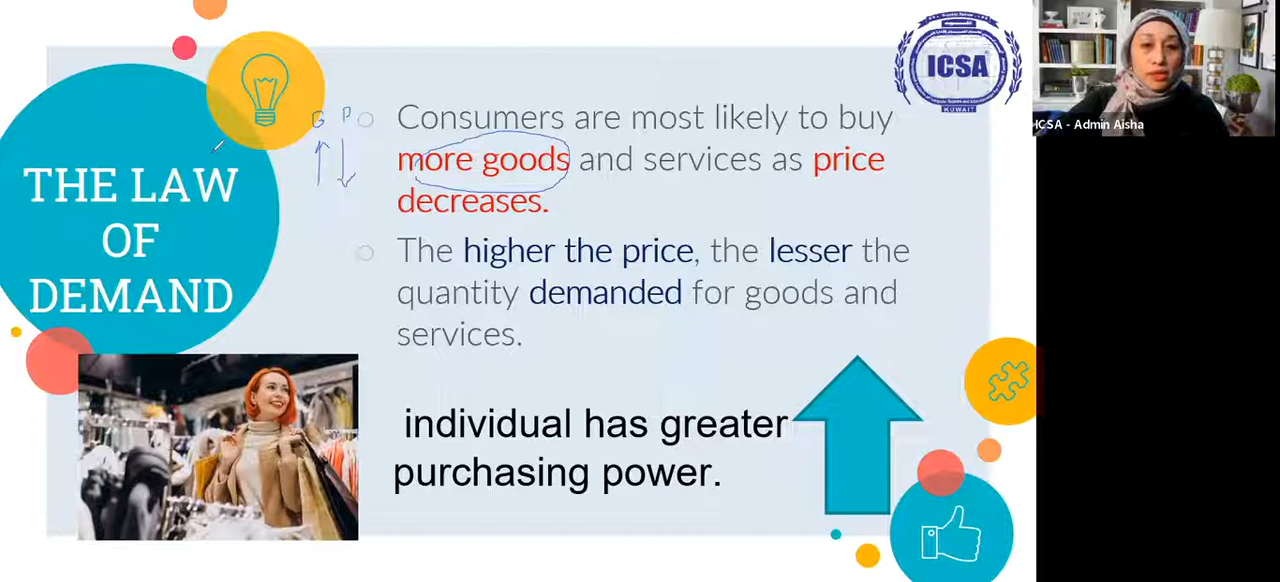 THE LAW
OF
DEMAND
G P
Consumers are most likely to buy
more goods and services as price
decreases.
The higher the price, the lesser the
quantity demanded for goods and
services.
individual has greater
purchasing power.
ICSA
KUWAIT
ICSA - Admin Aisha